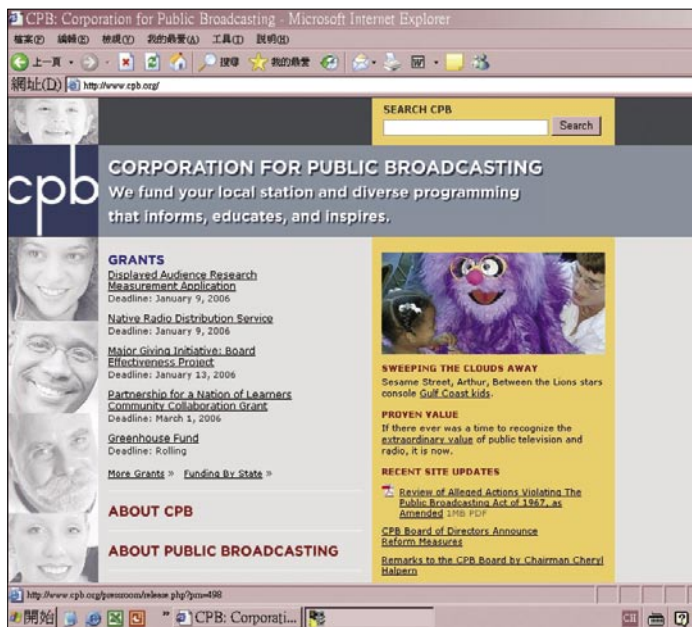 CPB: Corporation for Public Broadcasting - Microsoft Internet Explorer
檔案(F) 編輯(E) 檢視(V) 我的最愛(A) 工具(T) 說明(H)
上一頁 搜尋 我的最愛
網址(D) http://www.cpb.org/
SEARCH CPB
Search
cpb
CORPORATION FOR PUBLIC BROADCASTING
We fund your local station and diverse programming
that informs, educates, and inspires.
GRANTS
Displayed Audience Research
Measurement Application
Deadline: January 9, 2006
Native Radio Distribution Service
Deadline: January 9, 2006
Major Giving Initiative: Board
Effectiveness Project
Deadline: January 13, 2006
Partnership for a Nation of Learners
Community Collaboration Grant
Deadline: March 1, 2006
Greenhouse Fund
Deadline: Rolling
More Grants » Funding By State »
ABOUT CPB
ABOUT PUBLIC BROADCASTING
SWEEPING THE CLOUDS AWAY
Sesame Street, Arthur, Between the Lions stars
console Gulf Coast kids.
PROVEN VALUE
If there ever was a time to recognize the
extraordinary value of public television and
radio, it is now.
RECENT SITE UPDATES
Review of Alleged Actions Violating The
Public Broadcasting Act of 1967, as
Amended 1MB PDF
CPB Board of Directors Announce
Reform Measures
Remarks to the CPB Board by Chairman Cheryl
Halpern
http://www.cpb.org/pressroom/release.php?prn=498
開始 » CPB: Corporati... CH